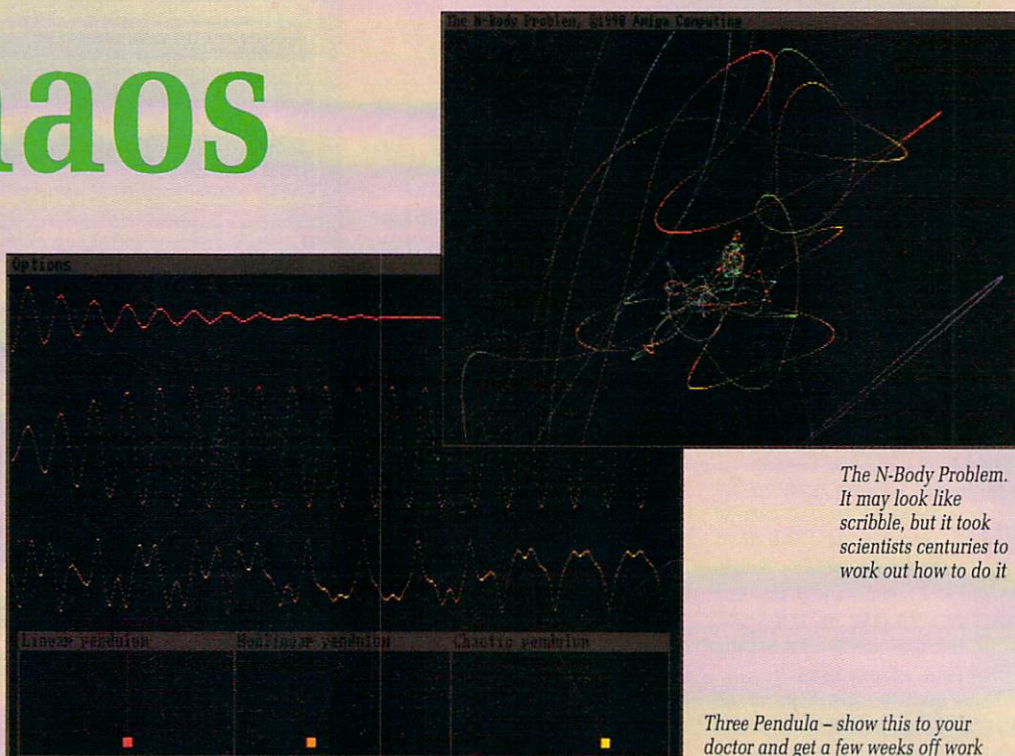 haos
The N-Body Problem, ©1990 Amiga Computing
Options
Linear pendulum
Nonlinear pendulum
Chaotic pendulum
The N-Body Problem.
It may look like
scribble, but it took
scientists centuries to
work out how to do it
Three Pendula – show this to your
doctor and get a few weeks off work